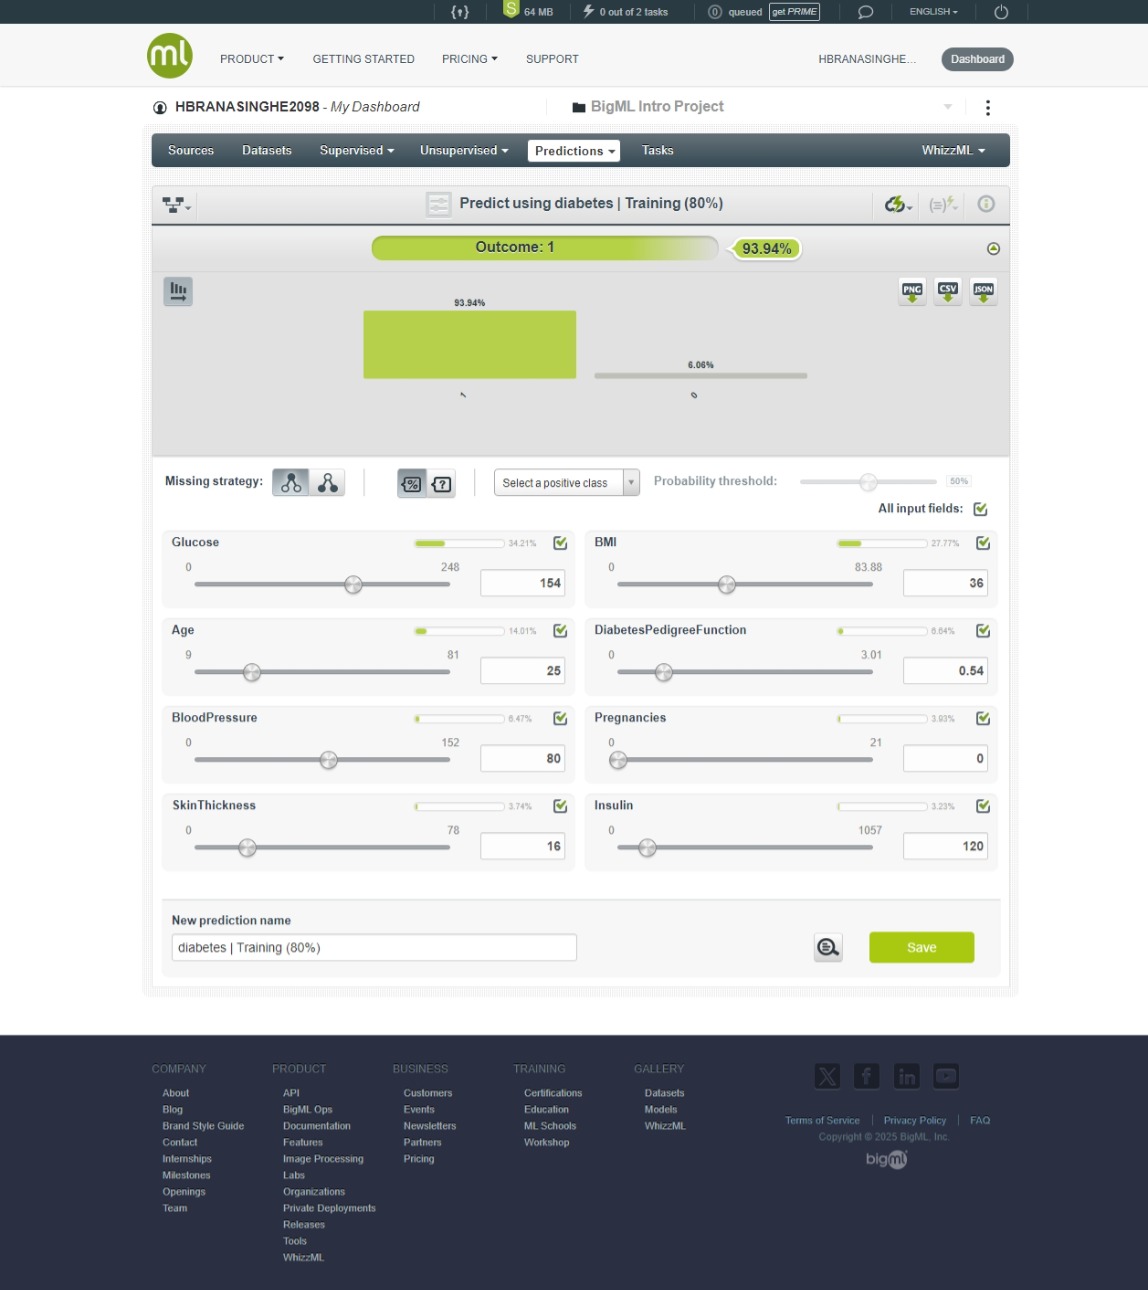 S 64 MB 0 out of 2 tasks 0 queued get PRIME ENGLISH
ml PRODUCT GETTING STARTED PRICING SUPPORT HBRANASINGHE... Dashboard
HBRANASINGHE2098 - My Dashboard BigML Intro Project
Sources Datasets Supervised Unsupervised Predictions Tasks WhizzML
Predict using diabetes | Training (80%)
Outcome: 1 93.94%
PNG CSV JSON
93.94%
6.06%
1 0
Missing strategy: % ? Select a positive class Probability threshold: 50%
All input fields:
Glucose 34.21% BMI 27.77%
0 248 0 83.88
154 36
Age 14.01% DiabetesPedigreeFunction 6.64%
9 81 0 3.01
25 0.54
BloodPressure 6.47% Pregnancies 3.93%
0 152 0 21
80 0
SkinThickness 3.74% Insulin 3.23%
0 78 0 1057
16 120
New prediction name
diabetes | Training (80%) Save
COMPANY PRODUCT BUSINESS TRAINING GALLERY
About API Customers Certifications Datasets
Blog BigML Ops Events Education Models
Brand Style Guide Documentation Newsletters ML Schools WhizzML
Contact Features Partners Workshop
Internships Image Processing Pricing
Milestones Labs
Openings Organizations
Team Private Deployments
Releases
Tools
WhizzML
Terms of Service | Privacy Policy | FAQ
Copyright © 2025 BigML, Inc.
bigml